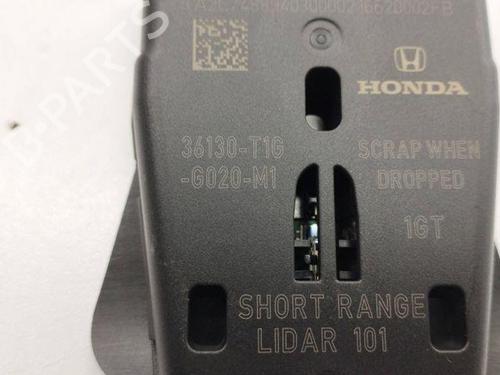 HONDA
36130-T1G
-G020-M1
SCRAP WHEN
DROPPED
1GT
SHORT RANGE
LIDAR 101